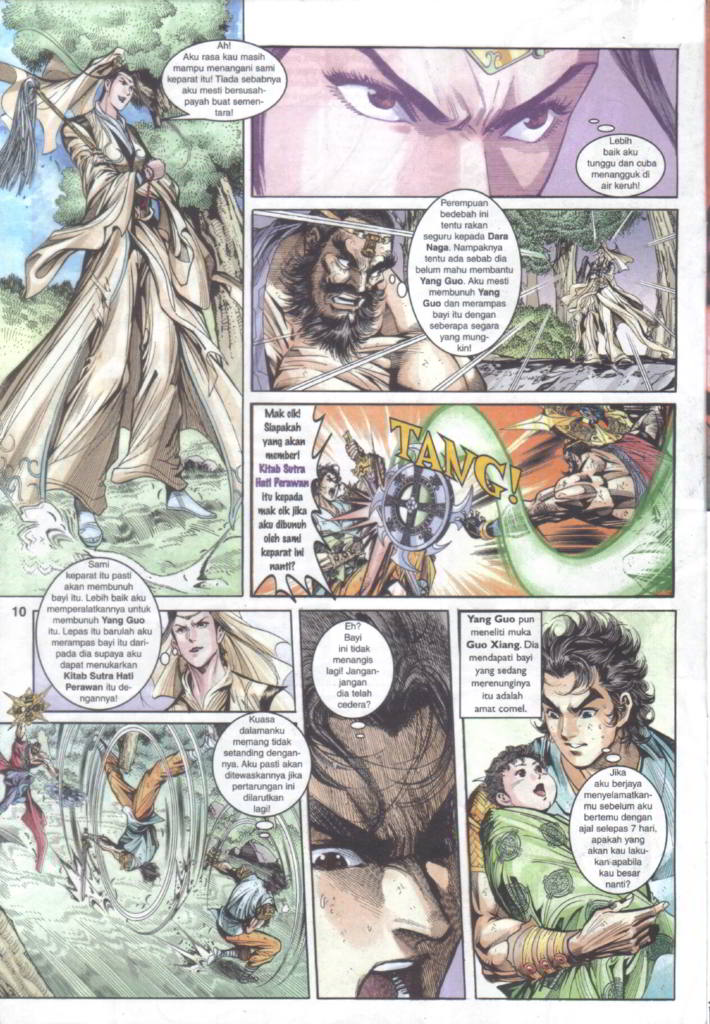 Ah!
Aku rasa kau masih
mampu menangani sami
keparat itu! Tiada sebabnya
aku mesti bersusah-
payah buat semen-
tara!
Lebih
baik aku
tunggu dan cuba
menangguk di
air keruh!
Perempuan
bedebah ini
tentu rakan
seguru kepada Dara
Naga. Nampaknya
tentu ada sebab dia
belum mahu membantu
Yang Guo. Aku mesti
membunuh Yang
Guo dan merampas
bayi itu dengan
seberapa segara
yang mung-
kin!
Mak cik!
Siapakah
yang akan
memberi
Kitab Sutra
Hati Perawan
itu kepada
mak cik jika
aku dibunuh
oleh sami
keparat ini
nanti?
TANG!
10
Sami
keparat itu pasti
akan membunuh
bayi itu. Lebih baik aku
memperalatkannya untuk
membunuh Yang Guo
itu. Lepas itu barulah aku
merampas bayi itu dari-
pada dia supaya aku
dapat menukarkan
Kitab Sutra Hati
Perawan itu de-
ngannya!
Kuasa
dalamanku
memang tidak
setanding dengan-
nya. Aku pasti akan
ditewaskannya jika
pertarungan ini
dilarutkan
lagi!
Eh?
Bayi
ini tidak
menangis
lagi! Jangan-
jangan
dia telah
cedera?
Yang Guo pun
meneliti muka
Guo Xiang. Dia
mendapati bayi
yang sedang
merenunginya
itu adalah
amat comel.
Jika
aku berjaya
menyelamatkan-
mu sebelum aku
bertemu dengan
ajal selepas 7 hari,
apakah yang
akan kau laku-
kan apabila
kau besar
nanti?